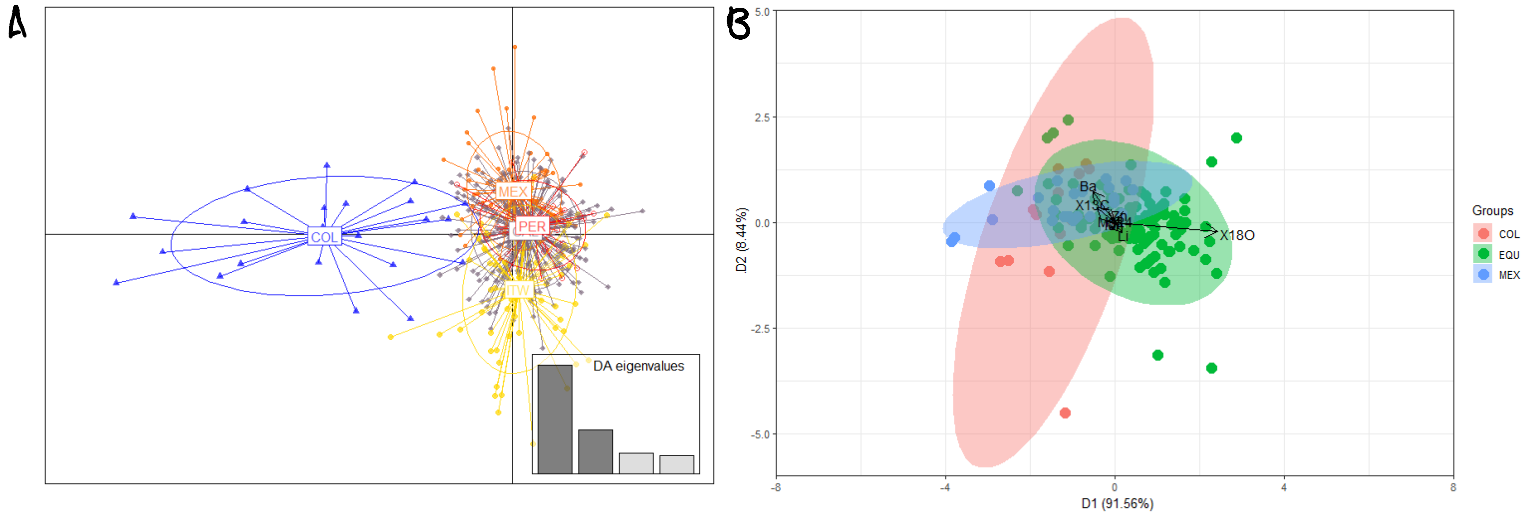 A
COL
MEX
PER
ITW
DA eigenvalues
B
5.0
2.5
0.0
-2.5
-5.0
D2 (8.44%)
Ba
X13C
Li
X18O
-8
-4
0
4
8
D1 (91.56%)
Groups
COL
EQU
MEX